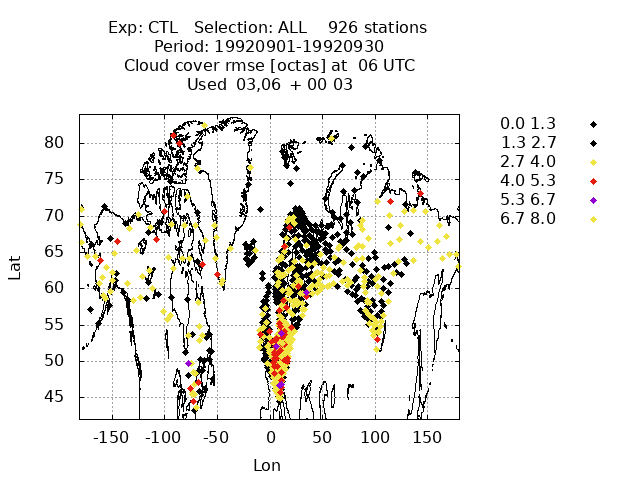 Exp: CTL Selection: ALL 926 stations
Period: 19920901-19920930
Cloud cover rmse [octas] at 06 UTC
Used 03,06 + 00 03
0.0 1.3
1.3 2.7
2.7 4.0
4.0 5.3
5.3 6.7
6.7 8.0
80
75
70
65
60
55
50
45
Lat
-150 -100 -50 0 50 100 150
Lon